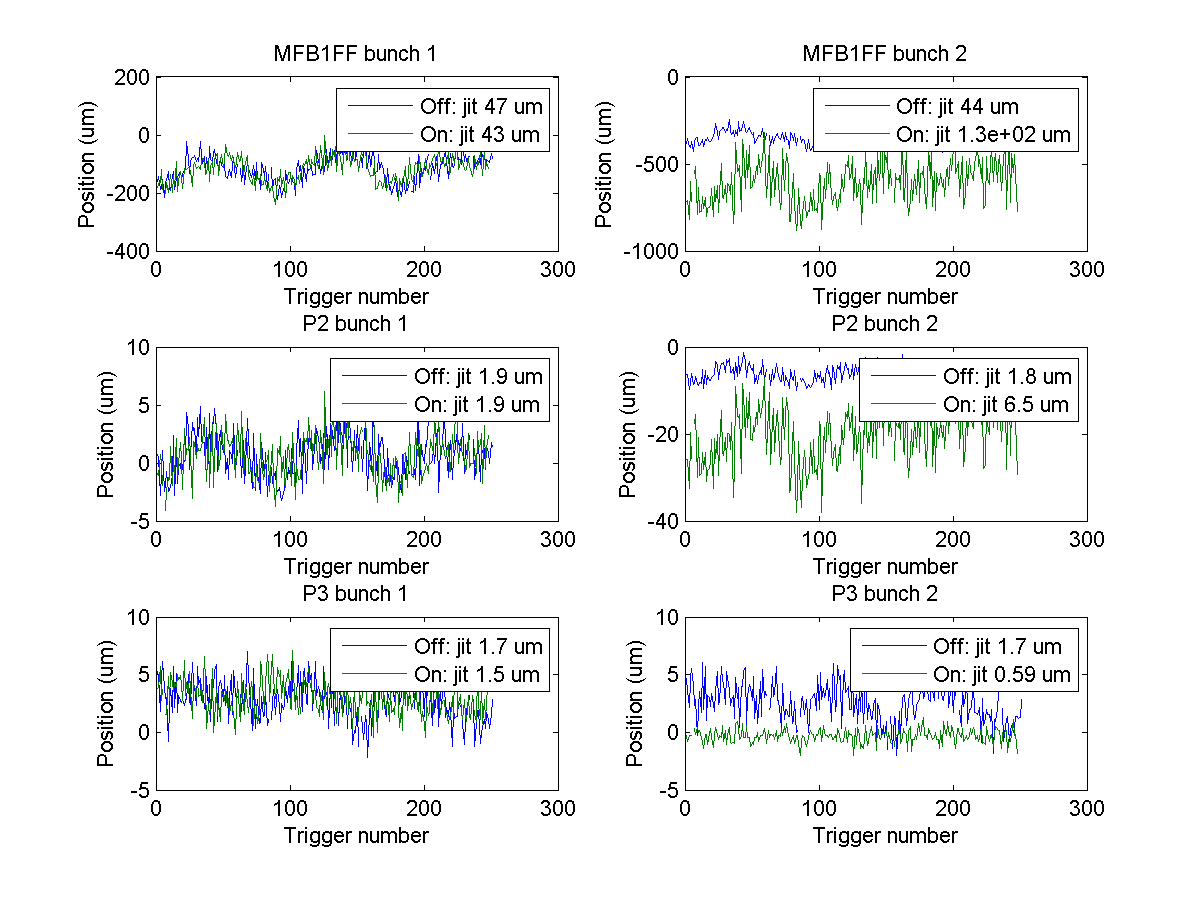 MFB1FF bunch 1
200
0
-200
-400
Position (um)
Off: jit 47 um
On: jit 43 um
0 100 200 300
Trigger number
MFB1FF bunch 2
0
-500
-1000
Position (um)
Off: jit 44 um
On: jit 1.3e+02 um
0 100 200 300
Trigger number
P2 bunch 1
10
5
0
-5
Position (um)
Off: jit 1.9 um
On: jit 1.9 um
0 100 200 300
Trigger number
P2 bunch 2
0
-20
-40
Position (um)
Off: jit 1.8 um
On: jit 6.5 um
0 100 200 300
Trigger number
P3 bunch 1
10
5
0
-5
Position (um)
Off: jit 1.7 um
On: jit 1.5 um
0 100 200 300
Trigger number
P3 bunch 2
10
5
0
-5
Position (um)
Off: jit 1.7 um
On: jit 0.59 um
0 100 200 300
Trigger number